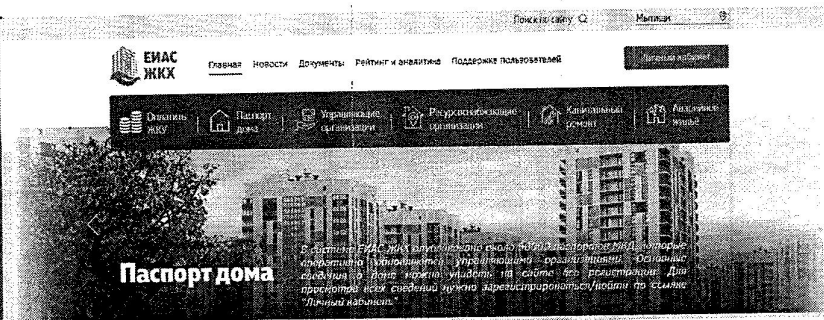 Поиск по сайту
Мытищи
ЕИАС
ЖКХ
Главная Новости Документы Рейтинг и аналитика Поддержка пользователей
Личный кабинет
Оплатить
ЖКУ
Паспорт
дома
Управляющие
организации
Ресурсоснабжающие
организации
Капитальный
ремонт
Аварийное
жильё
Паспорт дома
В системе ЕИАС ЖКХ опубликовано около паспортов МКД, которые
оперативно обновляются управляющими организациями. Основные
сведения о доме можно увидеть на сайте без регистрации. Для
просмотра всех сведений нужно зарегистрироваться/войти по ссылке
"Личный кабинет."